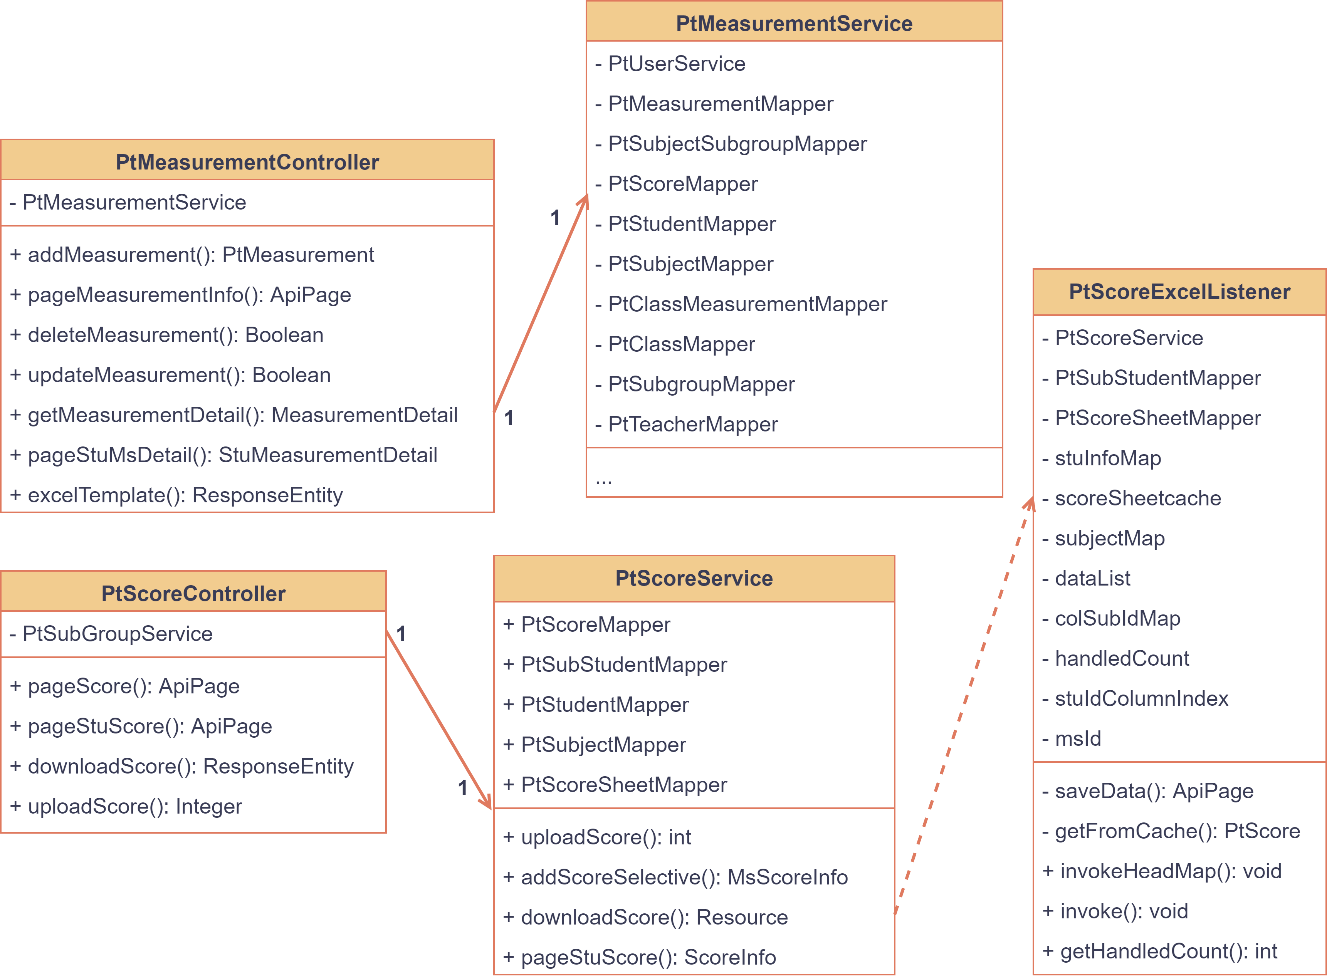 PtMeasurementService
- PtUserService
- PtMeasurementMapper
- PtSubjectSubgroupMapper
- PtScoreMapper
- PtStudentMapper
- PtSubjectMapper
- PtClassMeasurementMapper
- PtClassMapper
- PtSubgroupMapper
- PtTeacherMapper
...
PtMeasurementController
- PtMeasurementService
+ addMeasurement(): PtMeasurement
+ pageMeasurementInfo(): ApiPage
+ deleteMeasurement(): Boolean
+ updateMeasurement(): Boolean
+ getMeasurementDetail(): MeasurementDetail
+ pageStuMsDetail(): StuMeasurementDetail
+ excelTemplate(): ResponseEntity
1
1
PtScoreExcelListener
- PtScoreService
- PtSubStudentMapper
- PtScoreSheetMapper
- stuInfoMap
- scoreSheetcache
- subjectMap
- dataList
- colSubIdMap
- handledCount
- stuIdColumnIndex
- msId
- saveData(): ApiPage
- getFromCache(): PtScore
+ invokeHeadMap(): void
+ invoke(): void
+ getHandledCount(): int
PtScoreController
- PtSubGroupService
+ pageScore(): ApiPage
+ pageStuScore(): ApiPage
+ downloadScore(): ResponseEntity
+ uploadScore(): Integer
1
1
PtScoreService
+ PtScoreMapper
+ PtSubStudentMapper
+ PtStudentMapper
+ PtSubjectMapper
+ PtScoreSheetMapper
+ uploadScore(): int
+ addScoreSelective(): MsScoreInfo
+ downloadScore(): Resource
+ pageStuScore(): ScoreInfo